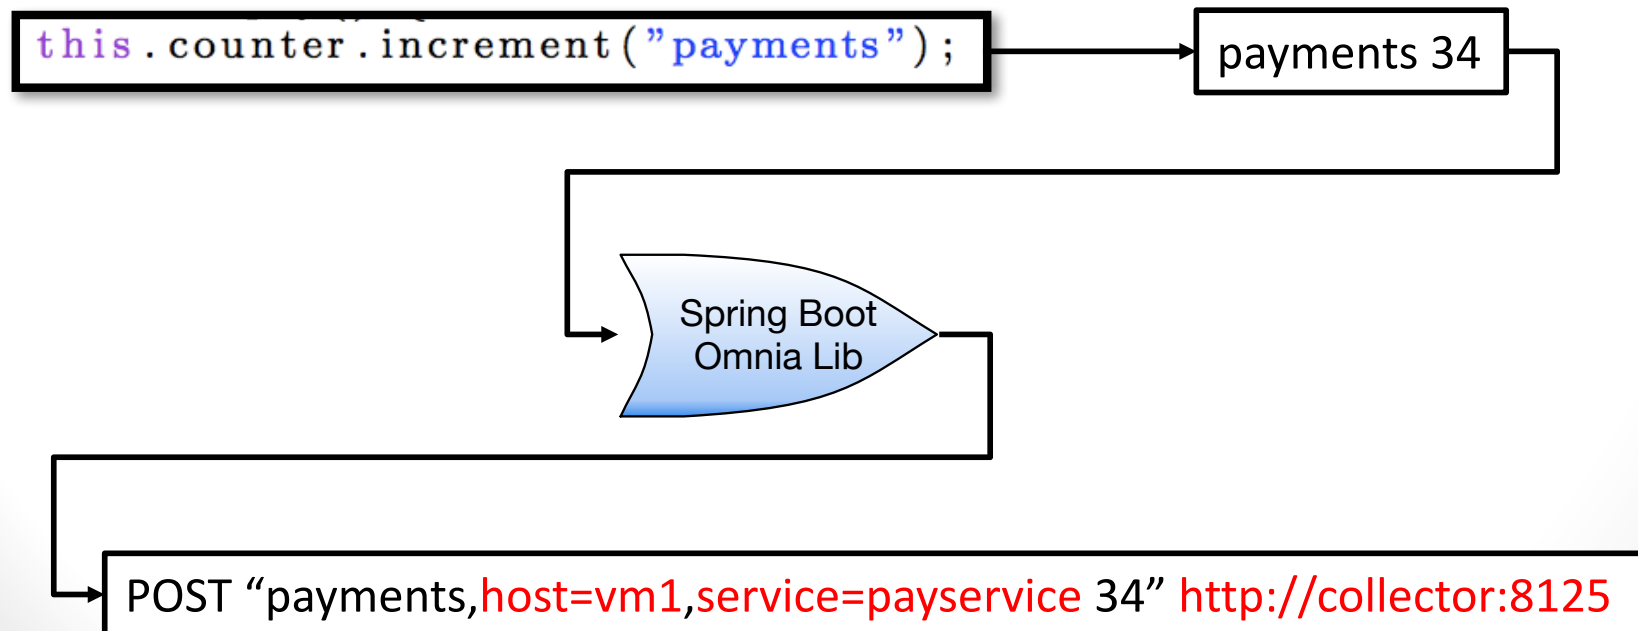 this.counter.increment("payments");
payments 34
Spring Boot
Omnia Lib
POST “payments,host=vm1,service=payservice 34” http://collector:8125